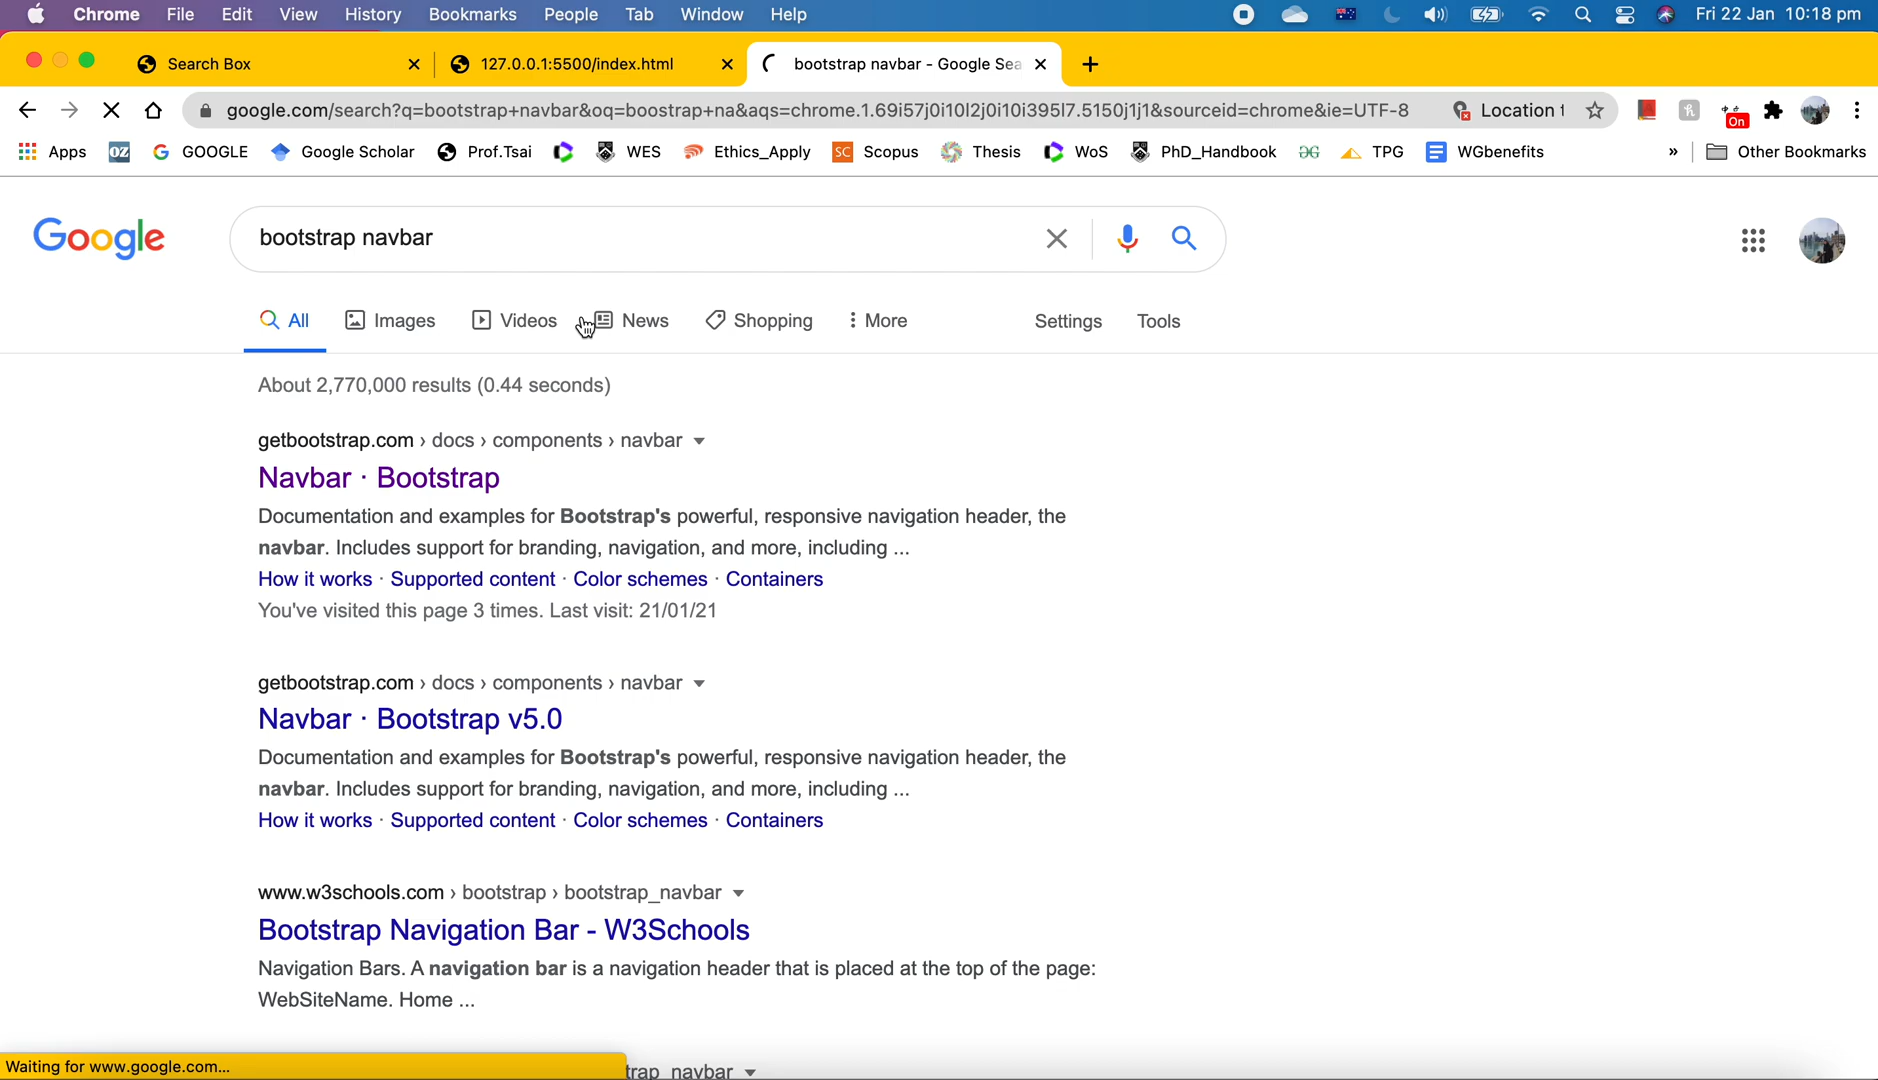 Chrome File Edit View History Bookmarks People Tab Window Help Fri 22 Jan 10:18 pm
Search Box 127.0.0.1:5500/index.html bootstrap navbar - Google Sea
google.com/search?q=bootstrap+navbar&oq=boostrap+na&aqs=chrome.1.69i57j0i10l2j0i10i395l7.5150j1j1&sourceid=chrome&ie=UTF-8 Location On
Apps OZ GOOGLE Google Scholar Prof.Tsai WES Ethics_Apply SC Scopus Thesis WoS PhD_Handbook TPG WGbenefits » Other Bookmarks
Google bootstrap navbar
All Images Videos News Shopping More Settings Tools
About 2,770,000 results (0.44 seconds)
getbootstrap.com › docs › components › navbar
Navbar · Bootstrap
Documentation and examples for Bootstrap's powerful, responsive navigation header, the
navbar. Includes support for branding, navigation, and more, including ...
How it works · Supported content · Color schemes · Containers
You've visited this page 3 times. Last visit: 21/01/21
getbootstrap.com › docs › components › navbar
Navbar · Bootstrap v5.0
Documentation and examples for Bootstrap's powerful, responsive navigation header, the
navbar. Includes support for branding, navigation, and more, including ...
How it works · Supported content · Color schemes · Containers
www.w3schools.com › bootstrap › bootstrap_navbar
Bootstrap Navigation Bar - W3Schools
Navigation Bars. A navigation bar is a navigation header that is placed at the top of the page:
WebSiteName. Home ...
Waiting for www.google.com... trap_navbar